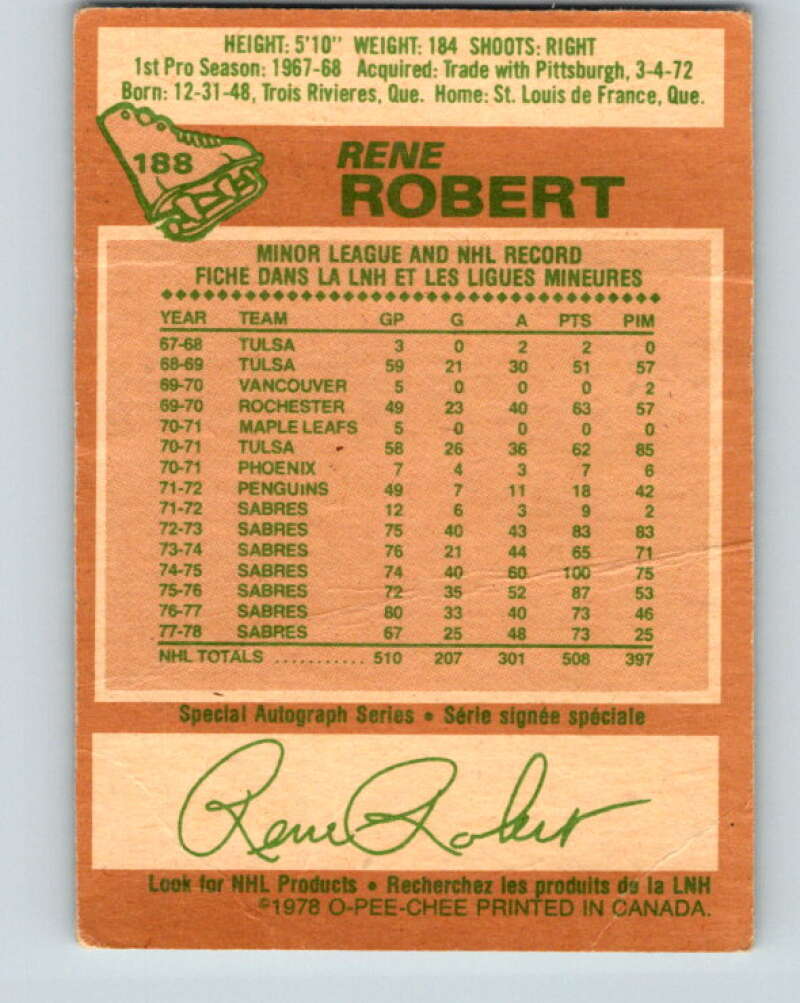 HEIGHT: 5'10" WEIGHT: 184 SHOOTS: RIGHT
1st Pro Season: 1967-68 Acquired: Trade with Pittsburgh, 3-4-72
Born: 12-31-48, Trois Rivieres, Que. Home: St. Louis de France, Que.
188
RENE
ROBERT
MINOR LEAGUE AND NHL RECORD
FICHE DANS LA LNH ET LES LIGUES MINEURES
YEAR TEAM GP G A PTS PIM
67-68 TULSA 3 0 2 2 0
68-69 TULSA 59 21 30 51 57
69-70 VANCOUVER 5 0 0 0 2
69-70 ROCHESTER 49 23 40 63 57
70-71 MAPLE LEAFS 5 0 0 0 0
70-71 TULSA 58 26 36 62 85
70-71 PHOENIX 7 4 3 7 6
71-72 PENGUINS 49 7 11 18 42
71-72 SABRES 12 6 3 9 2
72-73 SABRES 75 40 43 83 83
73-74 SABRES 76 21 44 65 71
74-75 SABRES 74 40 60 100 75
75-76 SABRES 72 35 52 87 53
76-77 SABRES 80 33 40 73 46
77-78 SABRES 67 25 48 73 25
NHL TOTALS ........... 510 207 301 508 397
Special Autograph Series • Série signée spéciale
Rene Robert
Look for NHL Products • Recherchez les produits de la LNH
©1978 O-PEE-CHEE PRINTED IN CANADA.